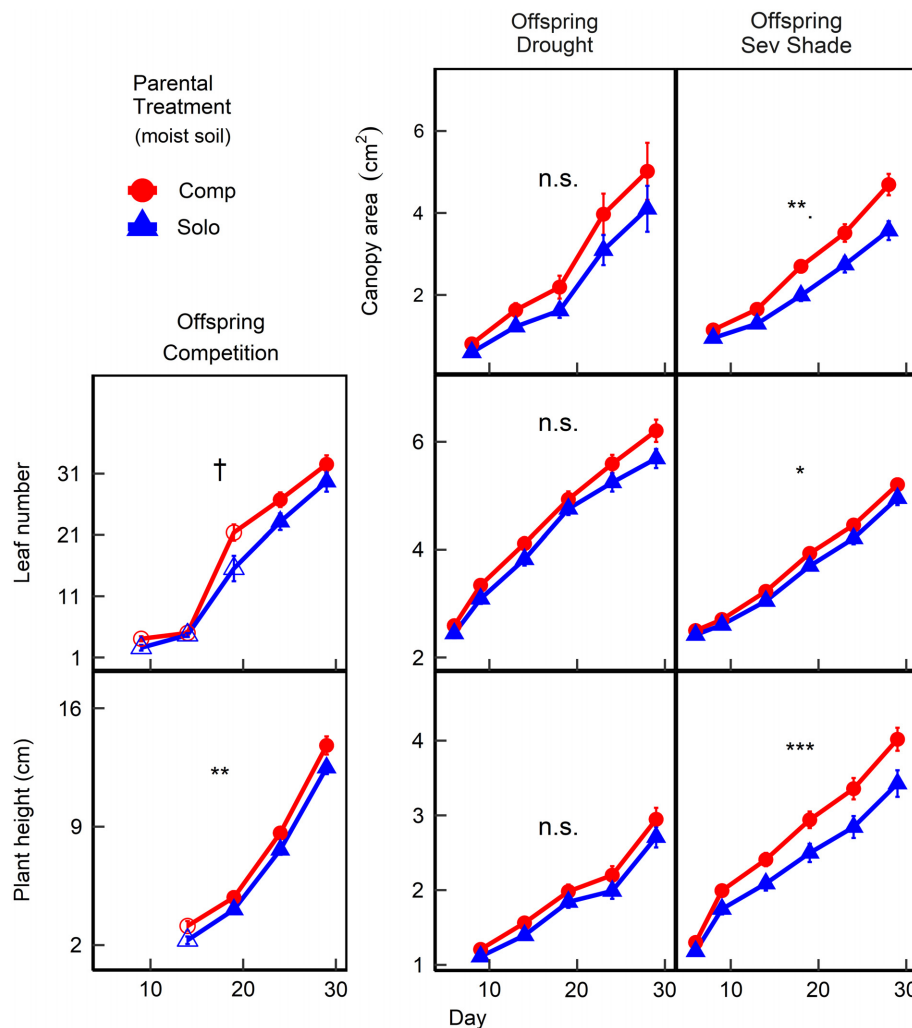 Offspring
Drought
Offspring
Sev Shade
Parental
Treatment
(moist soil)
Comp
Solo
Canopy area (cm²)
6
4
2
n.s.
**.
Offspring
Competition
Leaf number
31
21
11
1
†
6
4
2
n.s.
*
Plant height (cm)
16
9
2
**
4
3
2
1
n.s.
***
10 20 30 10 20 30 10 20 30
Day